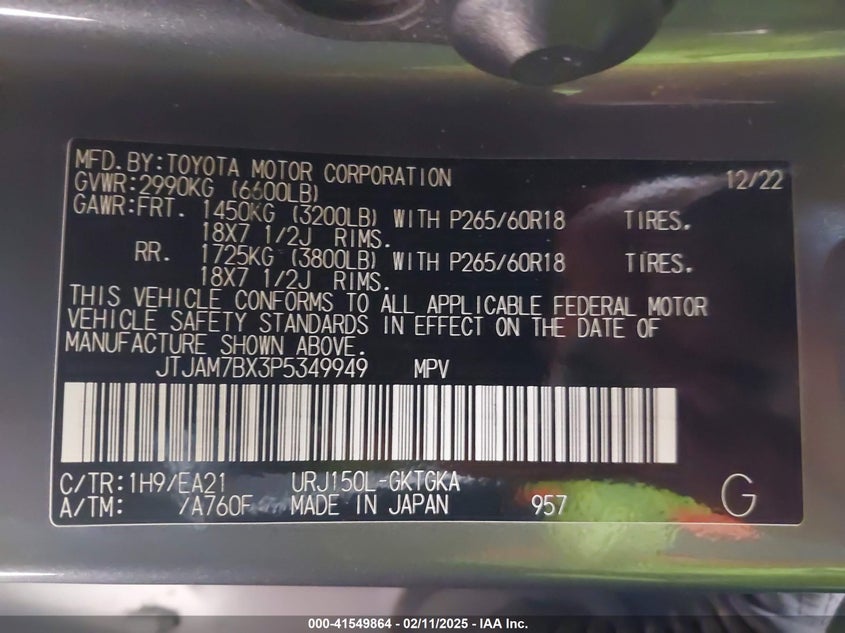 MFD.BY:TOYOTA MOTOR CORPORATION 12/22
GVWR:2990KG (6600LB)
GAWR:FRT. 1450KG (3200LB) WITH P265/60R18 TIRES.
18X7 1/2J RIMS.
RR. 1725KG (3800LB) WITH P265/60R18 TIRES.
18X7 1/2J RIMS.
THIS VEHICLE CONFORMS TO ALL APPLICABLE FEDERAL MOTOR
VEHICLE SAFETY STANDARDS IN EFFECT ON THE DATE OF
MANUFACTURE SHOWN ABOVE.
JTJAM7BX3P5349949 MPV
C/TR:1H9/EA21 URJ150L-GKTGKA
A/TM: /A760F MADE IN JAPAN 957 G
000-41549864 - 02/11/2025 - IAA Inc.